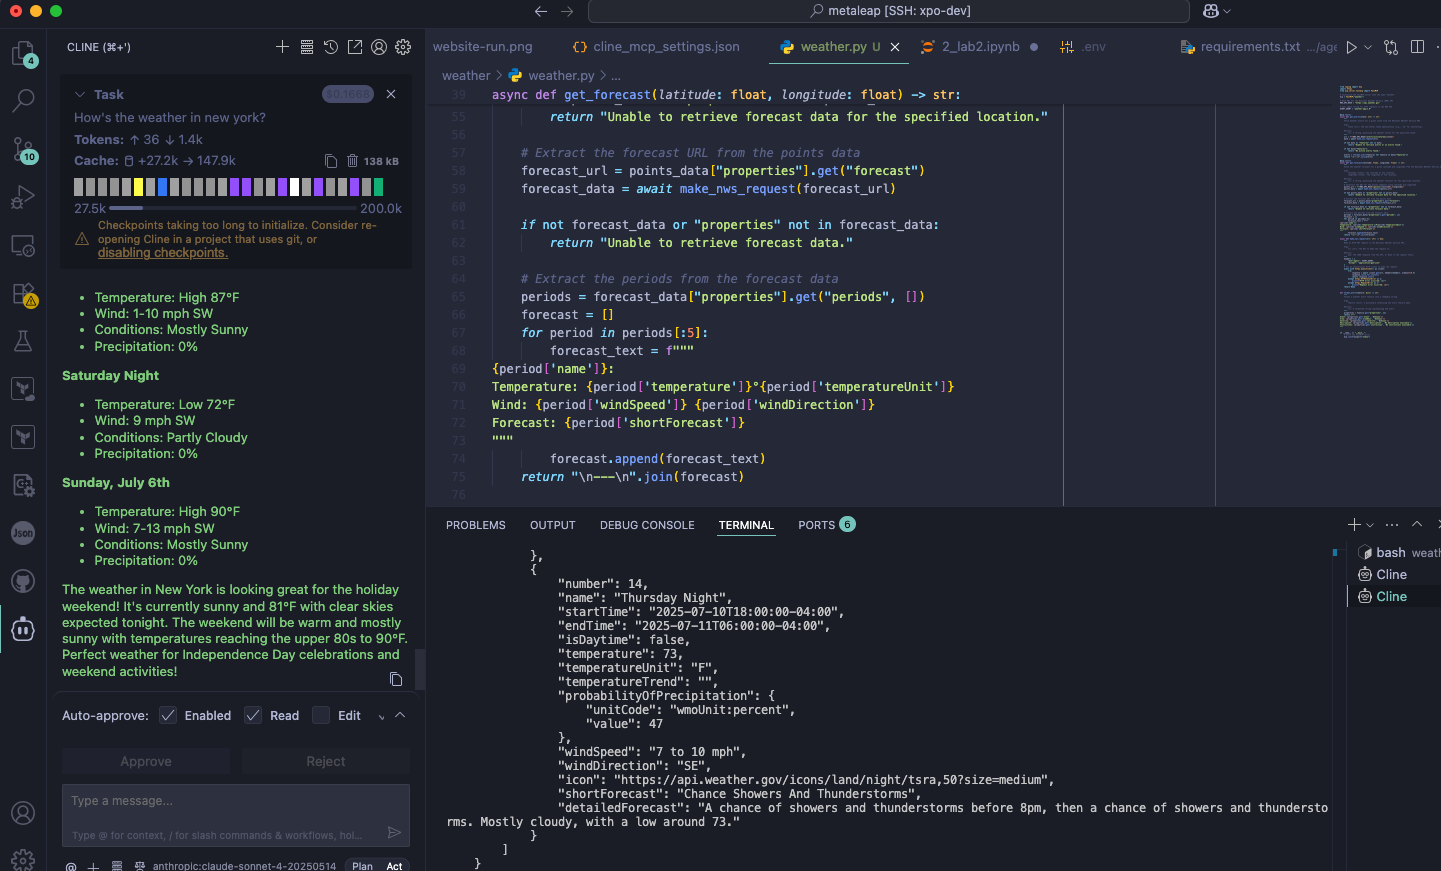 metaleap [SSH: xpo-dev]
CLINE (⌘+')
website-run.png
cline_mcp_settings.json
weather.py U
2_lab2.ipynb
.env
requirements.txt .../age
4
10
weather > weather.py > ...
Task
$0.1668
How's the weather in new york?
Tokens: ↑ 36 ↓ 1.4k
Cache: +27.2k → 147.9k
138 kB
27.5k
200.0k
Checkpoints taking too long to initialize. Consider re-
opening Cline in a project that uses git, or
disabling checkpoints.
• Temperature: High 87°F
• Wind: 1-10 mph SW
• Conditions: Mostly Sunny
• Precipitation: 0%
Saturday Night
• Temperature: Low 72°F
• Wind: 9 mph SW
• Conditions: Partly Cloudy
• Precipitation: 0%
Sunday, July 6th
• Temperature: High 90°F
• Wind: 7-13 mph SW
• Conditions: Mostly Sunny
• Precipitation: 0%
The weather in New York is looking great for the holiday
weekend! It's currently sunny and 81°F with clear skies
expected tonight. The weekend will be warm and mostly
sunny with temperatures reaching the upper 80s to 90°F.
Perfect weather for Independence Day celebrations and
weekend activities!
Auto-approve: Enabled Read Edit
Approve
Reject
Type a message...
Type @ for context, / for slash commands & workflows, hol...
@ + anthropic:claude-sonnet-4-20250514 Plan Act
Json
39 async def get_forecast(latitude: float, longitude: float) -> str:
55 return "Unable to retrieve forecast data for the specified location."
56
57 # Extract the forecast URL from the points data
58 forecast_url = points_data["properties"].get("forecast")
59 forecast_data = await make_nws_request(forecast_url)
60
61 if not forecast_data or "properties" not in forecast_data:
62 return "Unable to retrieve forecast data."
63
64 # Extract the periods from the forecast data
65 periods = forecast_data["properties"].get("periods", [])
66 forecast = []
67 for period in periods[:5]:
68 forecast_text = f"""
69 {period['name']}:
70 Temperature: {period['temperature']}°{period['temperatureUnit']}
71 Wind: {period['windSpeed']} {period['windDirection']}
72 Forecast: {period['shortForecast']}
73 """
74 forecast.append(forecast_text)
75 return "\n---\n".join(forecast)
76
PROBLEMS OUTPUT DEBUG CONSOLE TERMINAL PORTS 6
},
{
"number": 14,
"name": "Thursday Night",
"startTime": "2025-07-10T18:00:00-04:00",
"endTime": "2025-07-11T06:00:00-04:00",
"isDaytime": false,
"temperature": 73,
"temperatureUnit": "F",
"temperatureTrend": "",
"probabilityOfPrecipitation": {
"unitCode": "wmoUnit:percent",
"value": 47
},
"windSpeed": "7 to 10 mph",
"windDirection": "SE",
"icon": "https://api.weather.gov/icons/land/night/tsra,50?size=medium",
"shortForecast": "Chance Showers And Thunderstorms",
"detailedForecast": "A chance of showers and thunderstorms before 8pm, then a chance of showers and thundersto
rms. Mostly cloudy, with a low around 73."
}
]
}
bash weath
Cline
Cline